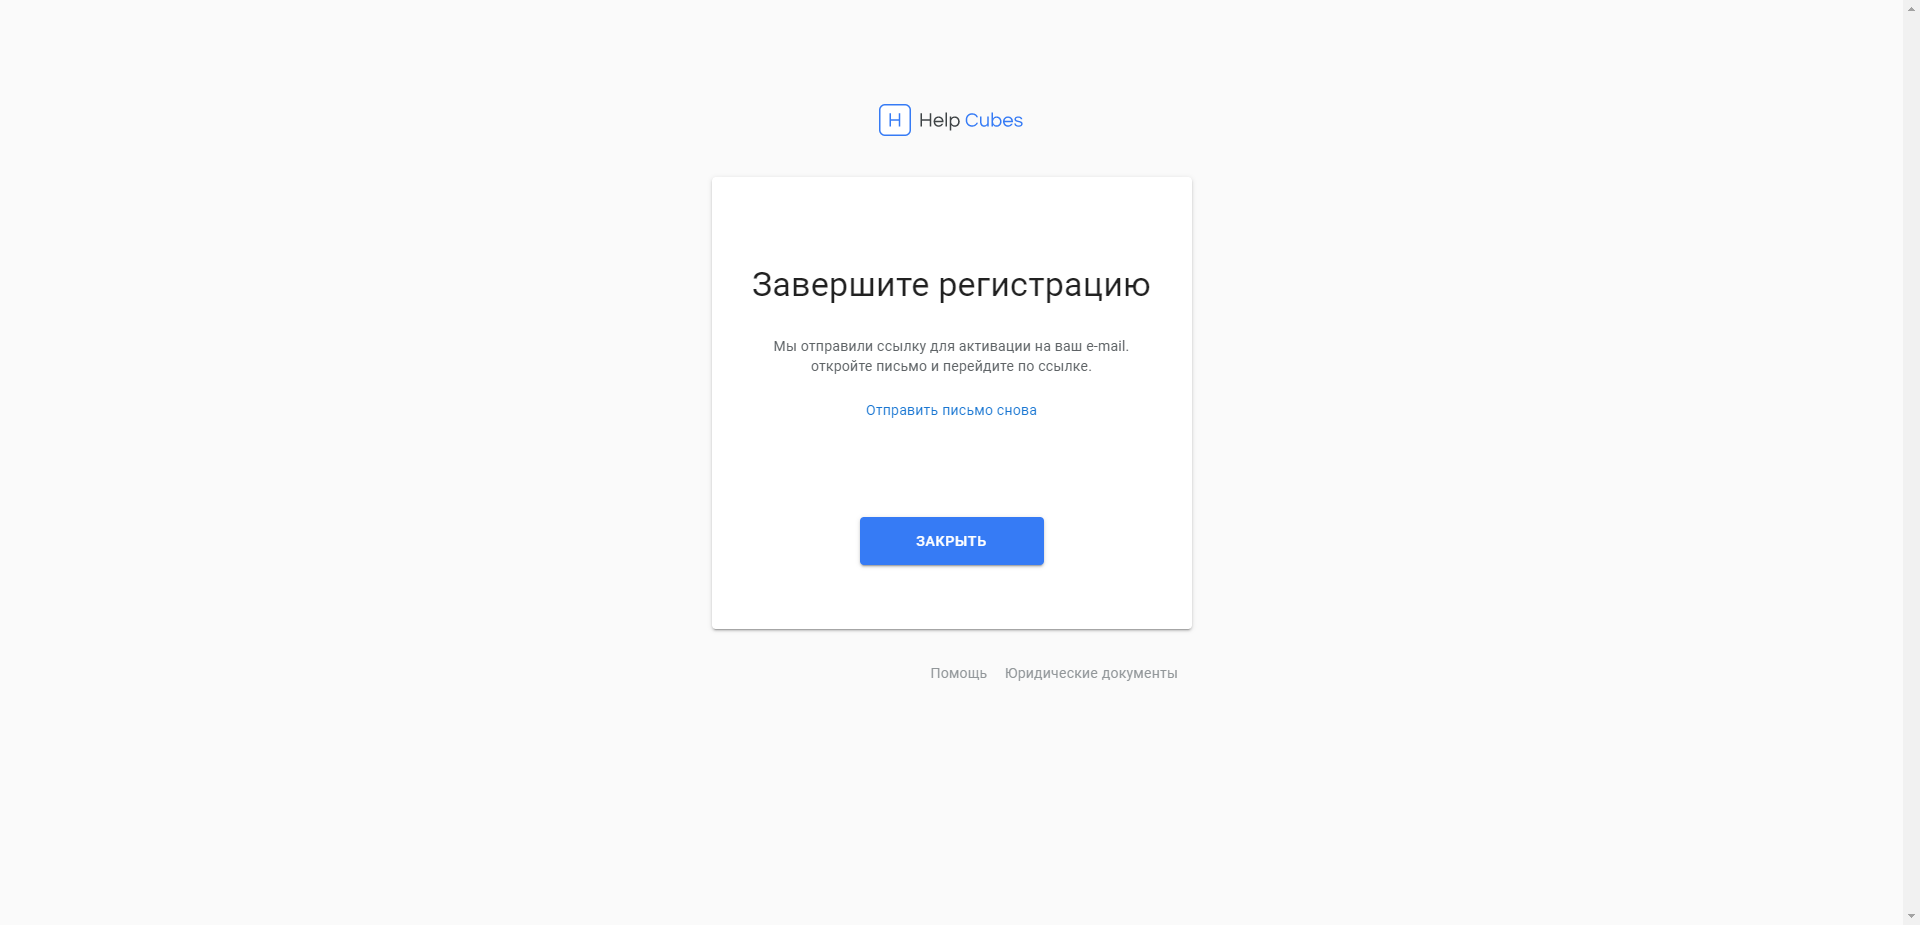 H Help Cubes
Завершите регистрацию
Мы отправили ссылку для активации на ваш e-mail.
откройте письмо и перейдите по ссылке.
Отправить письмо снова
ЗАКРЫТЬ
Помощь Юридические документы